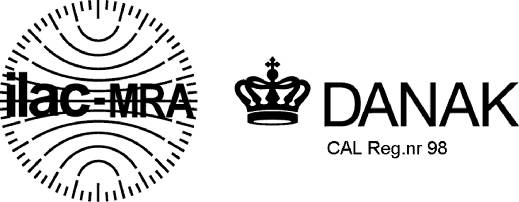 ilac-MRA
DANAK
CAL Reg.nr 98